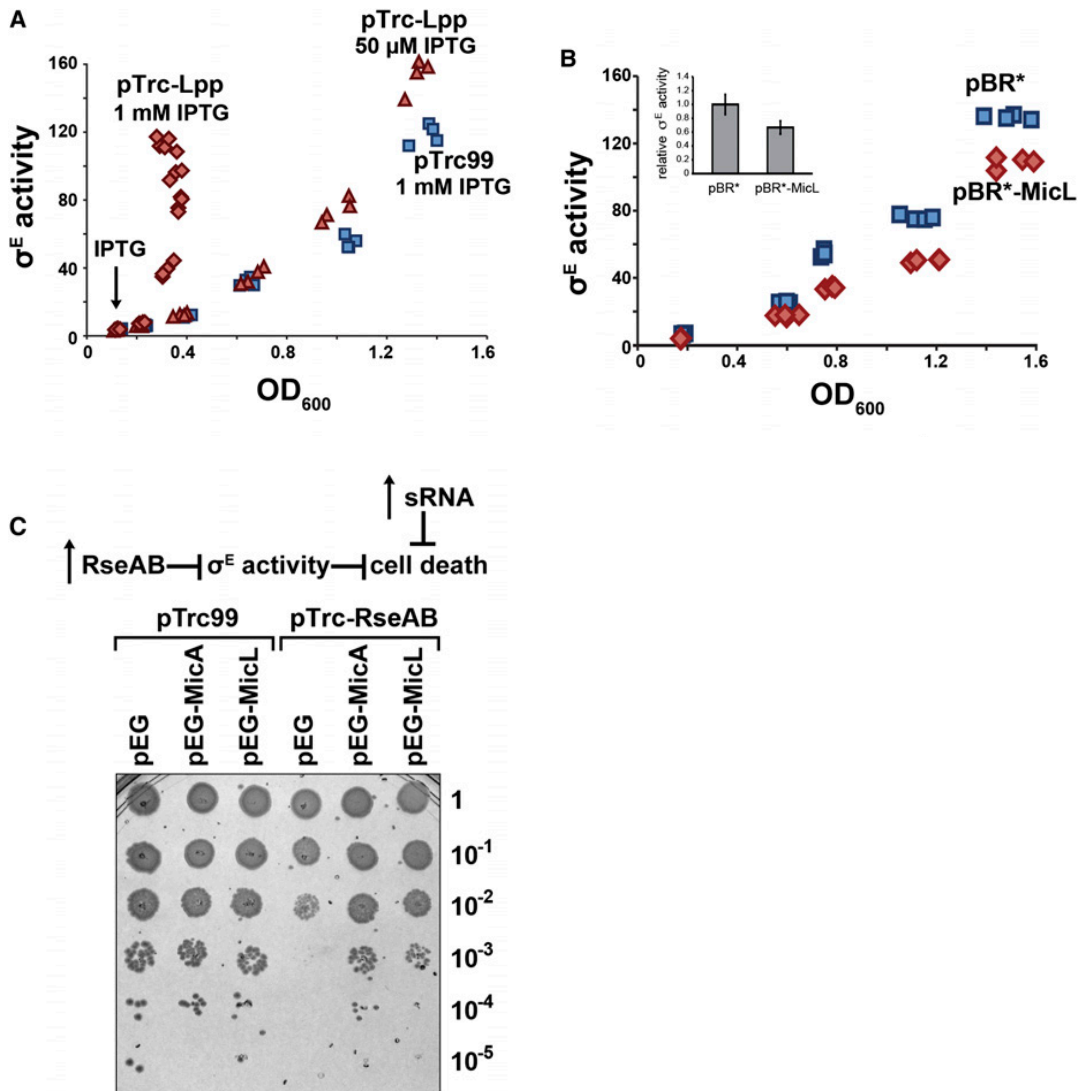 A
pTrc-Lpp
50 µM IPTG
160
pTrc-Lpp
1 mM IPTG
120
pTrc99
1 mM IPTG
80
σE activity
IPTG
40
0
0 0.4 0.8 1.2 1.6
OD600
B
160
pBR*
relative σE activity
1.4
1.2
1.0
0.8
0.6
0.4
0.2
0
pBR* pBR*-MicL
120
pBR*-MicL
σE activity
80
40
0
0 0.4 0.8 1.2 1.6
OD600
C
sRNA
RseAB σE activity cell death
pTrc99 pTrc-RseAB
pEG pEG-MicA pEG-MicL pEG pEG-MicA pEG-MicL
1
10-1
10-2
10-3
10-4
10-5